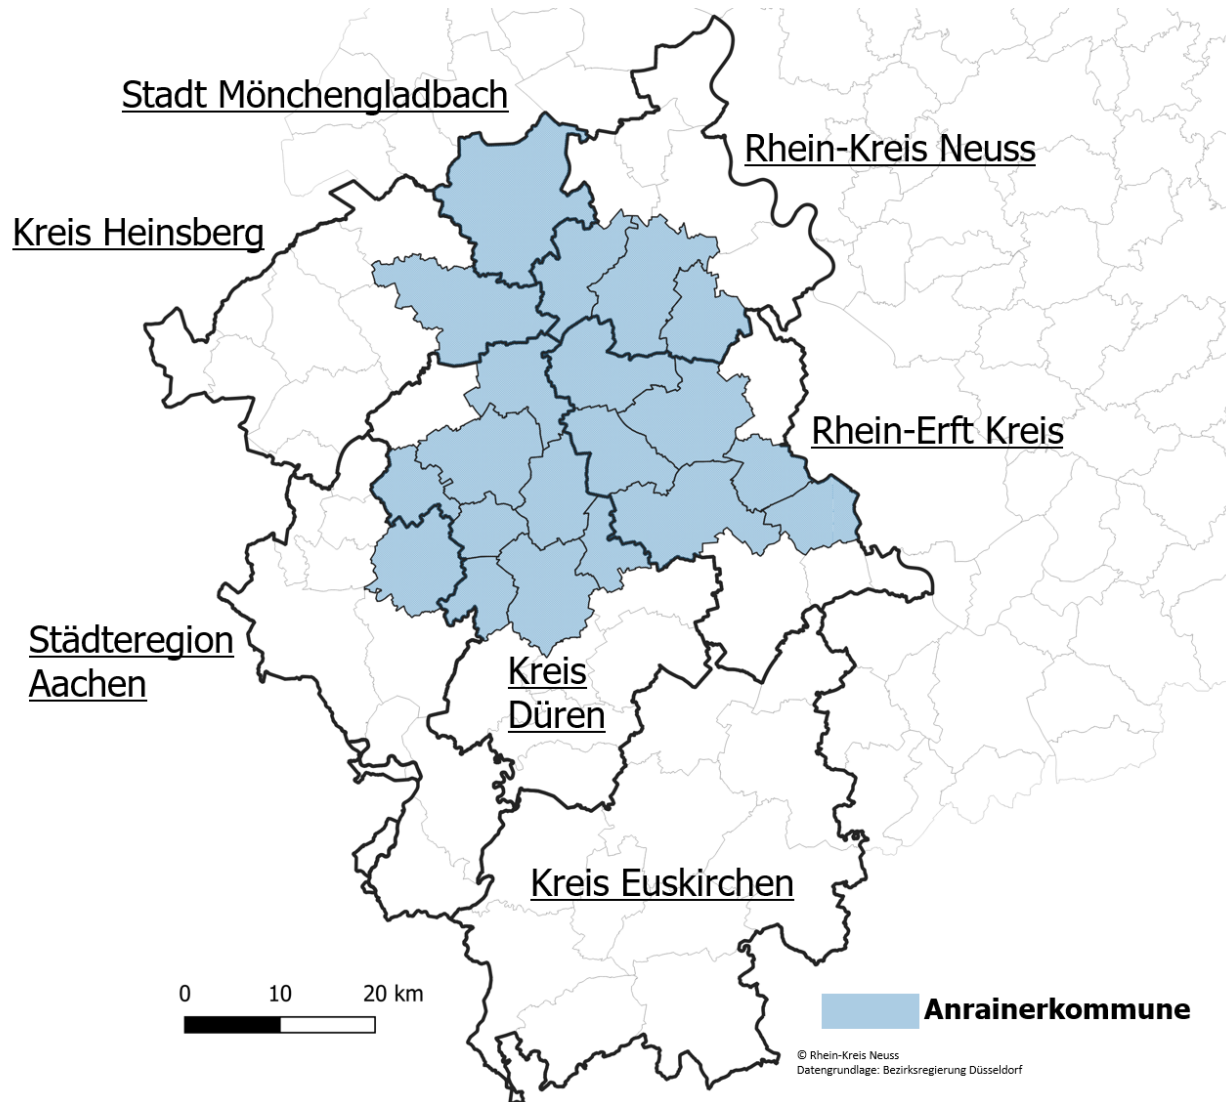 Stadt Mönchengladbach
Rhein-Kreis Neuss
Kreis Heinsberg
Rhein-Erft Kreis
Städteregion
Aachen
Kreis
Düren
Kreis Euskirchen
0 10 20 km
Anrainerkommune
© Rhein-Kreis Neuss
Datengrundlage: Bezirksregierung Düsseldorf